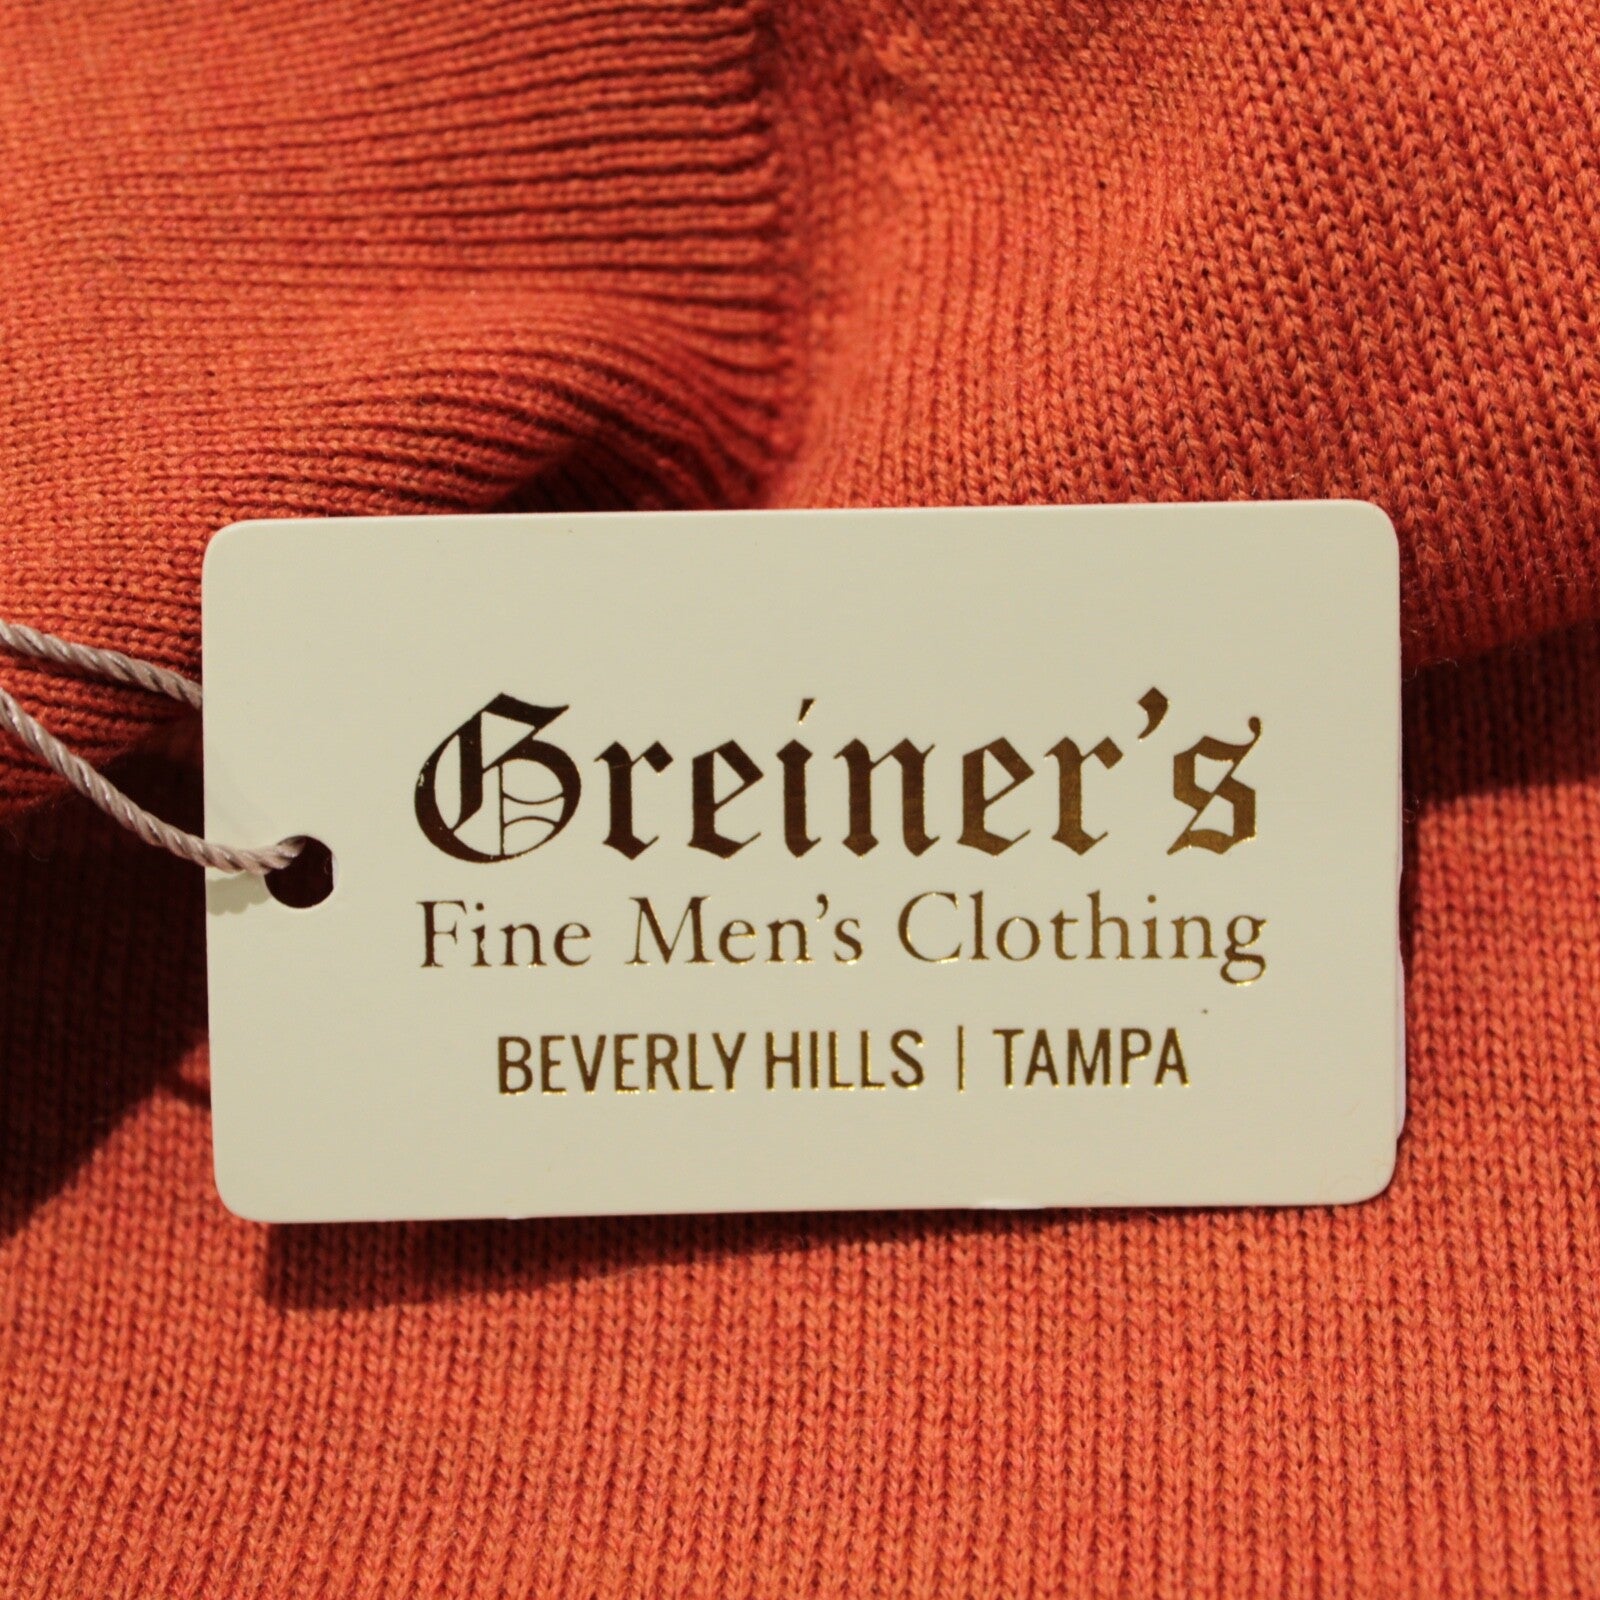 Greiner's
Fine Men's Clothing
BEVERLY HILLS | TAMPA